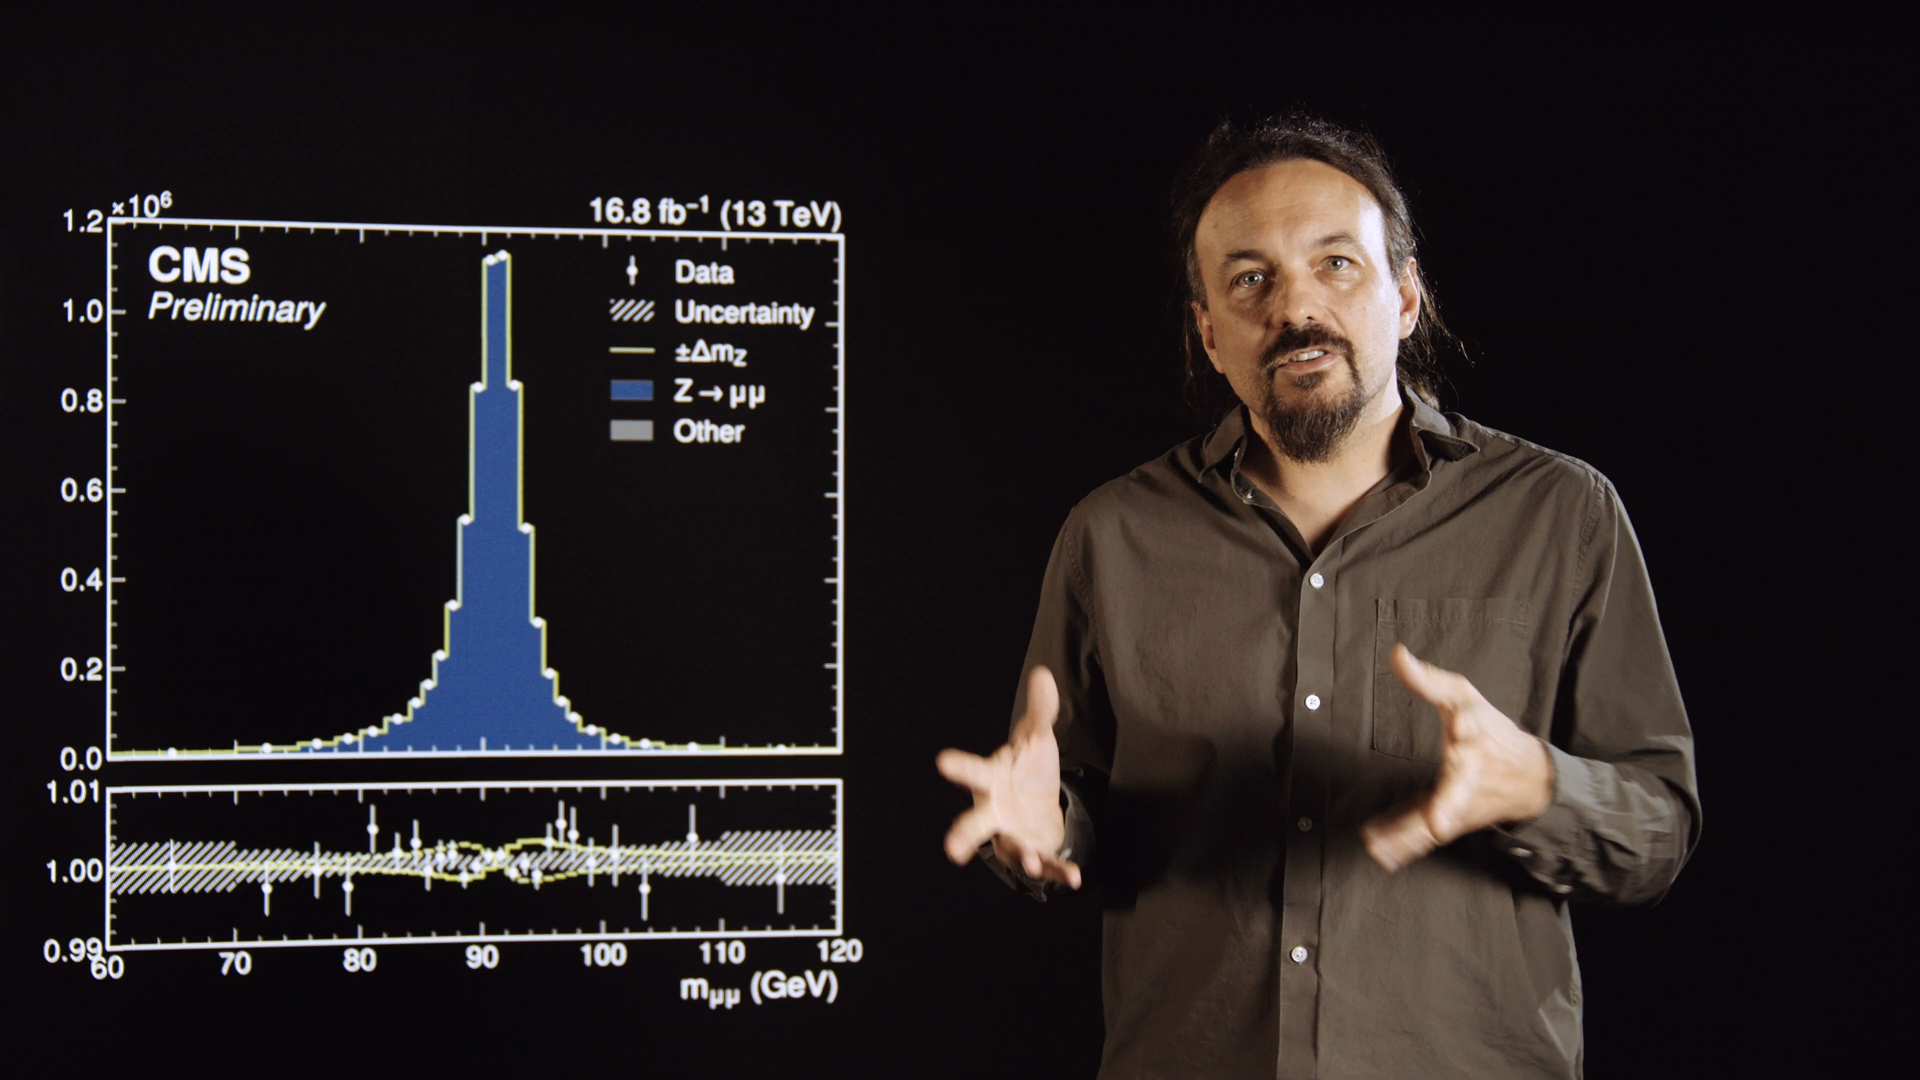 ×10⁶
16.8 fb⁻¹ (13 TeV)
1.2
CMS
Preliminary
Data
Uncertainty
±Δm_Z
Z → μμ
Other
1.0
0.8
0.6
0.4
0.2
0.0
1.01
1.00
0.99
60 70 80 90 100 110 120
m_μμ (GeV)